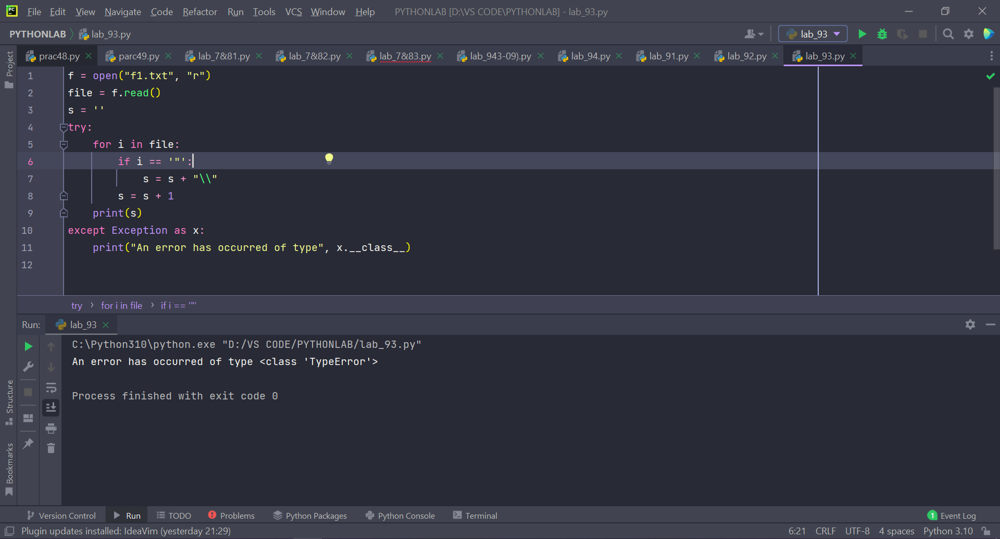 PC File Edit View Navigate Code Refactor Run Tools VCS Window Help PYTHONLAB [D:\VS CODE\PYTHONLAB] - lab_93.py
PYTHONLAB lab_93.py lab_93
prac48.py parc49.py lab_7&81.py lab_7&82.py lab_7&83.py lab_943-09).py lab_94.py lab_91.py lab_92.py lab_93.py
Project
1 f = open("f1.txt", "r")
2 file = f.read()
3 s = ''
4 try:
5     for i in file:
6         if i == '"':
7             s = s + "\\"
8         s = s + 1
9     print(s)
10 except Exception as x:
11     print("An error has occurred of type", x.__class__)
12
try › for i in file › if i == '"'
Run: lab_93
C:\Python310\python.exe "D:/VS CODE/PYTHONLAB/lab_93.py"
An error has occurred of type <class 'TypeError'>
Process finished with exit code 0
Structure
Bookmarks
Version Control Run TODO Problems Python Packages Python Console Terminal 1 Event Log
Plugin updates installed: IdeaVim (yesterday 21:29) 6:21 CRLF UTF-8 4 spaces Python 3.10